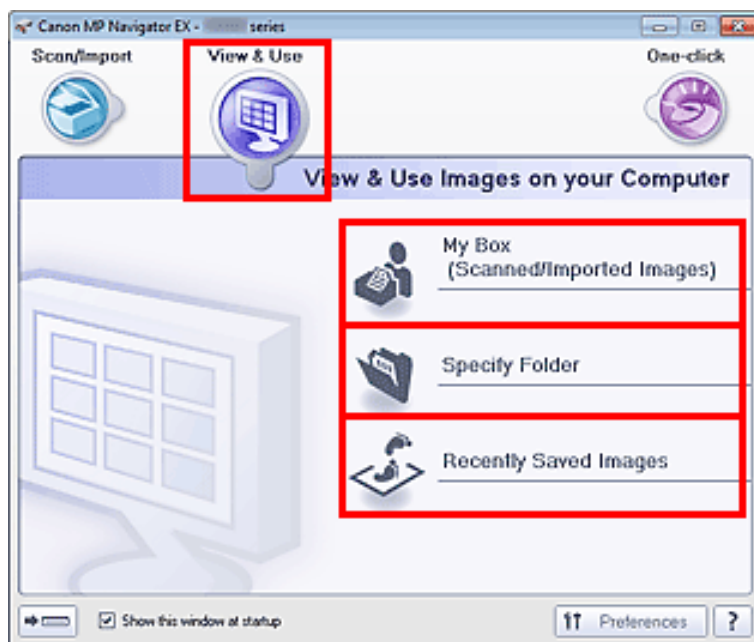 Canon MP Navigator EX - series
Scan/Import
View & Use
One-click
View & Use Images on your Computer
My Box
(Scanned/Imported Images)
Specify Folder
Recently Saved Images
Show this window at startup
Preferences
?